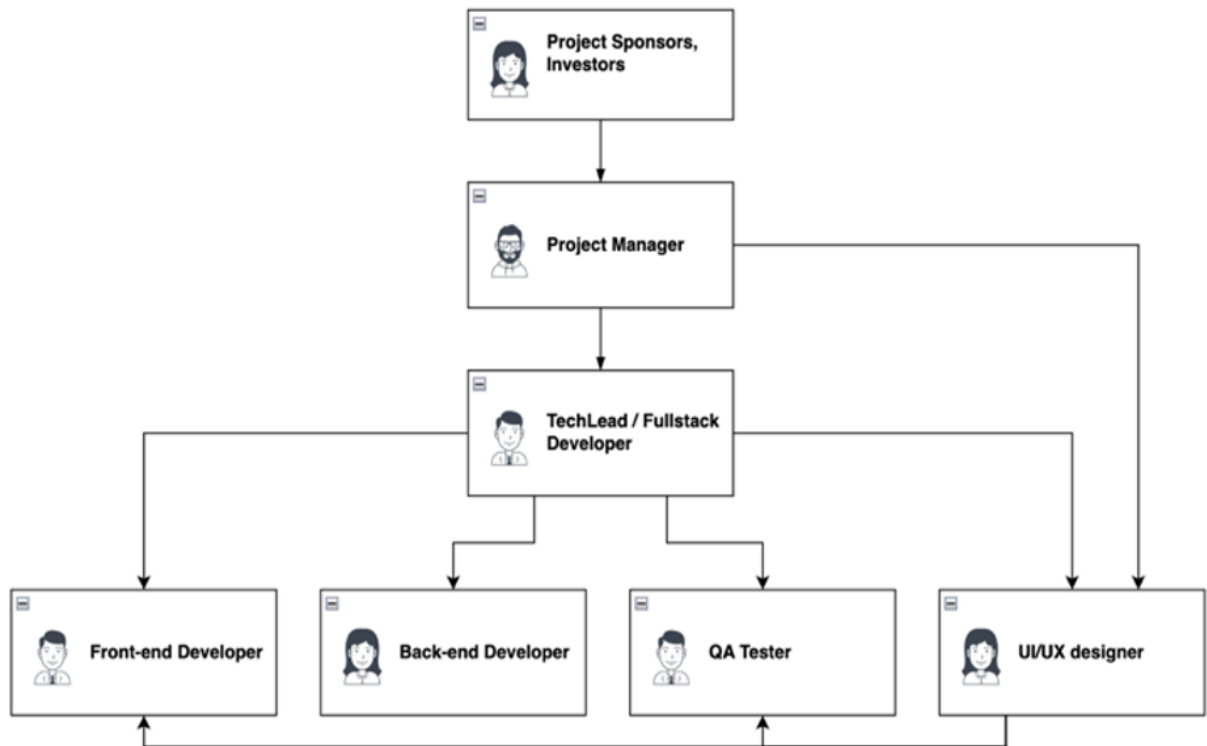 Project Sponsors,
Investors
Project Manager
TechLead / Fullstack
Developer
Front-end Developer
Back-end Developer
QA Tester
UI/UX designer